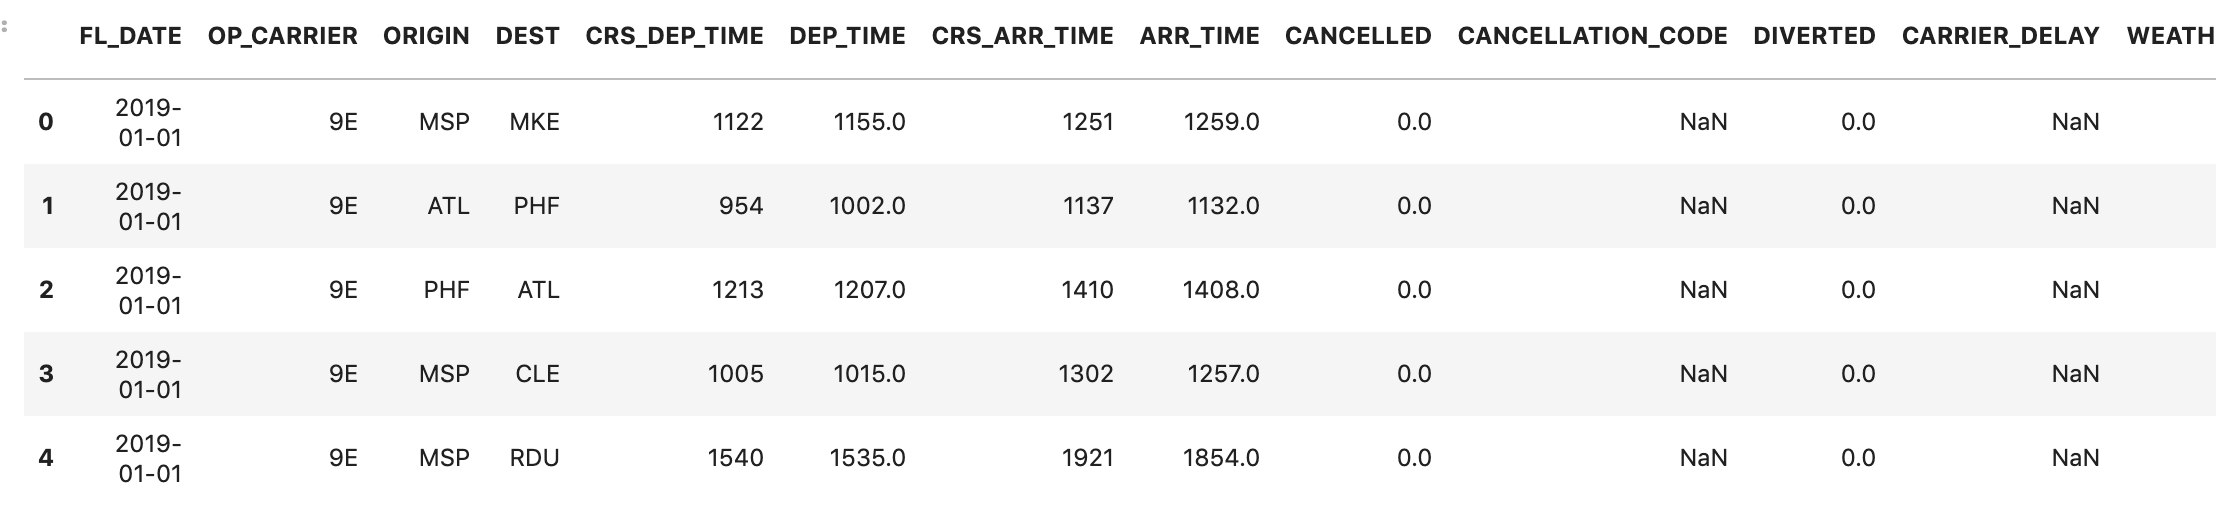 FL_DATE OP_CARRIER ORIGIN DEST CRS_DEP_TIME DEP_TIME CRS_ARR_TIME ARR_TIME CANCELLED CANCELLATION_CODE DIVERTED CARRIER_DELAY WEATH
0 2019-01-01 9E MSP MKE 1122 1155.0 1251 1259.0 0.0 NaN 0.0 NaN
1 2019-01-01 9E ATL PHF 954 1002.0 1137 1132.0 0.0 NaN 0.0 NaN
2 2019-01-01 9E PHF ATL 1213 1207.0 1410 1408.0 0.0 NaN 0.0 NaN
3 2019-01-01 9E MSP CLE 1005 1015.0 1302 1257.0 0.0 NaN 0.0 NaN
4 2019-01-01 9E MSP RDU 1540 1535.0 1921 1854.0 0.0 NaN 0.0 NaN